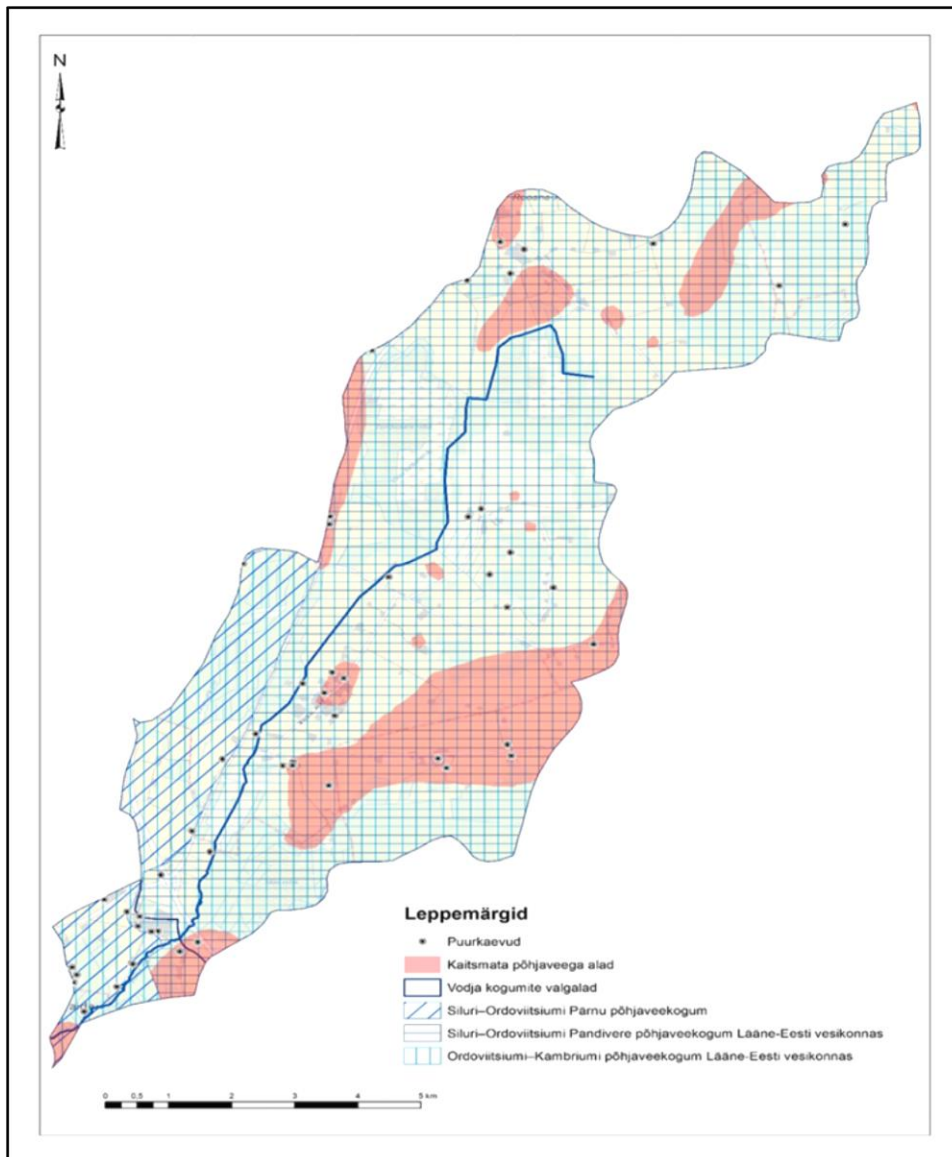 N
Leppemärgid
Puurkaevud
Kaitsmata põhjaveega alad
Vodja kogumite valgalad
Siluri–Ordoviitsiumi Pärnu põhjaveekogum
Siluri–Ordoviitsiumi Pandivere põhjaveekogum Lääne-Eesti vesikonnas
Ordoviitsiumi–Kambriumi põhjaveekogum Lääne-Eesti vesikonnas
0 0,5 1 2 3 4 5 km